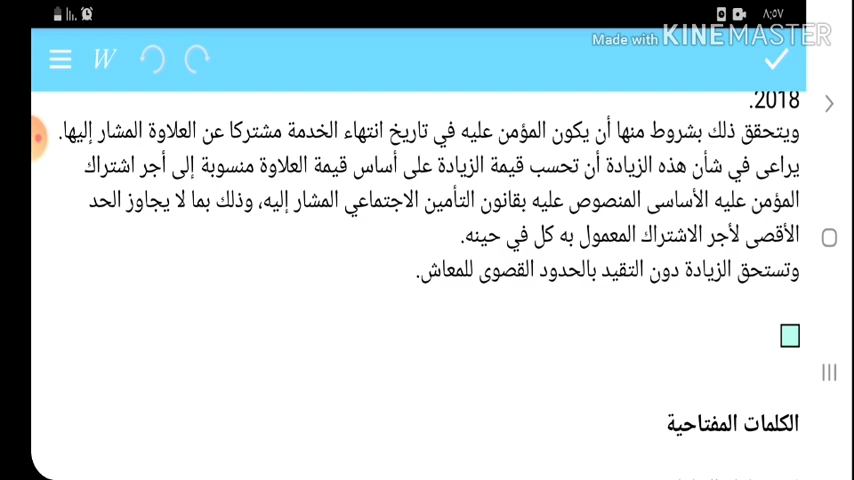 ٨:٥٧
Made with KINEMASTER
W
2018.
ويتحقق ذلك بشروط منها أن يكون المؤمن عليه في تاريخ انتهاء الخدمة مشتركا عن العلاوة المشار إليها.
يراعى في شأن هذه الزيادة أن تحسب قيمة الزيادة على أساس قيمة العلاوة منسوبة إلى أجر اشتراك
المؤمن عليه الأساسى المنصوص عليه بقانون التأمين الاجتماعي المشار إليه، وذلك بما لا يجاوز الحد
الأقصى لأجر الاشتراك المعمول به كل في حينه.
وتستحق الزيادة دون التقيد بالحدود القصوى للمعاش.
الكلمات المفتاحية